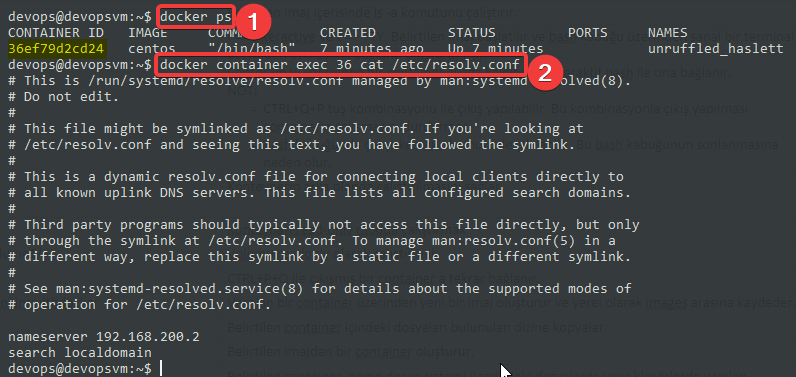 devops@devopsvm:~$ docker ps 1
CONTAINER ID IMAGE COMM CREATED STATUS PORTS NAMES
36ef79d2cd24 centos "/bin/bash" 7 minutes ago Up 7 minutes unruffled_haslett
devops@devopsvm:~$ docker container exec 36 cat /etc/resolv.conf 2
# This is /run/systemd/resolve/resolv.conf managed by man:systemd olved(8).
# Do not edit.
#
# This file might be symlinked as /etc/resolv.conf. If you're looking at
# /etc/resolv.conf and seeing this text, you have followed the symlink.
#
# This is a dynamic resolv.conf file for connecting local clients directly to
# all known uplink DNS servers. This file lists all configured search domains.
#
# Third party programs should typically not access this file directly, but only
# through the symlink at /etc/resolv.conf. To manage man:resolv.conf(5) in a
# different way, replace this symlink by a static file or a different symlink.
#
# See man:systemd-resolved.service(8) for details about the supported modes of
# operation for /etc/resolv.conf.
nameserver 192.168.200.2
search localdomain
devops@devopsvm:~$